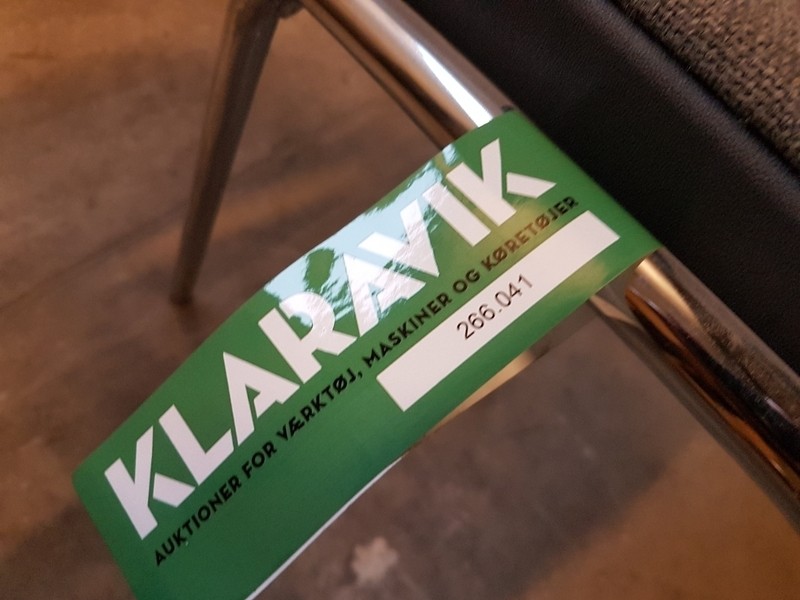 KLARAVIK
AUKTIONER FOR VÆRKTØJ, MASKINER OG KØRETØJER
266.041